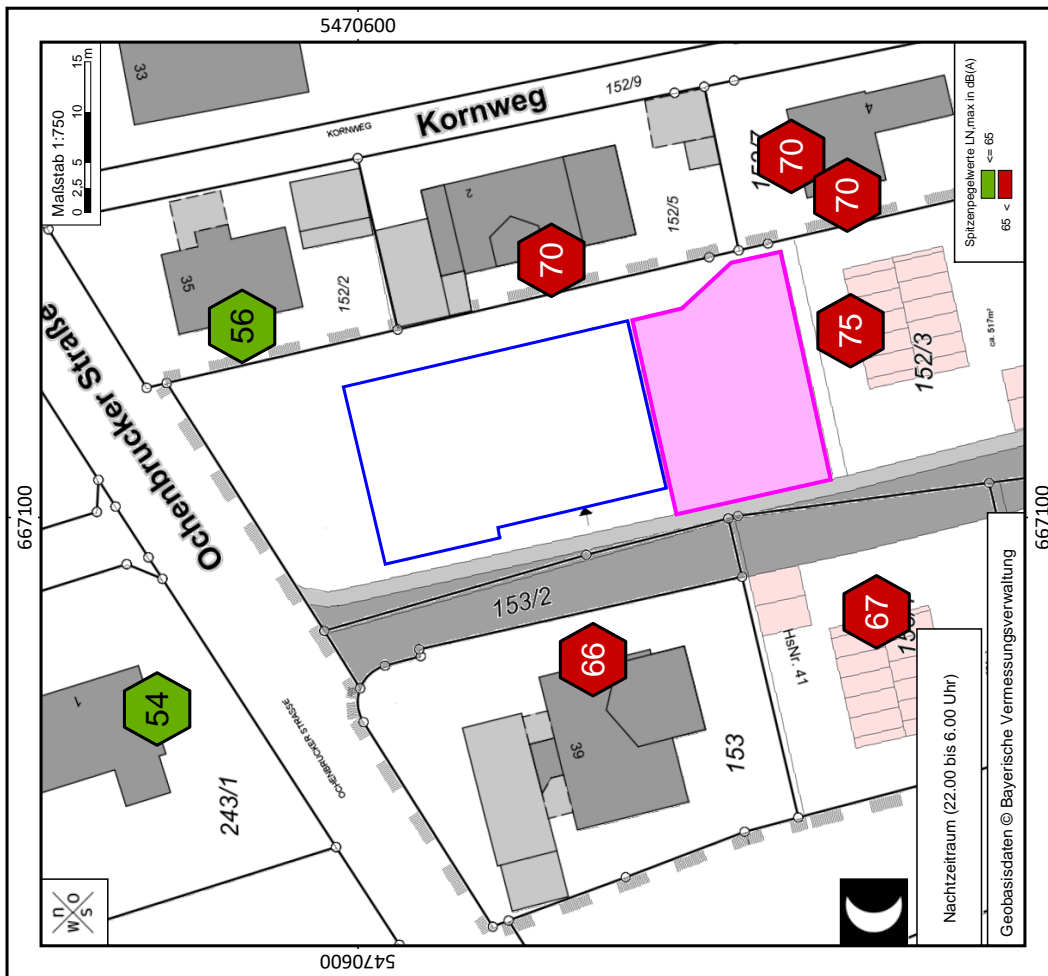 5470600
Maßstab 1:750
0 2,5 5 10 15
m
33
KORNWEG
Kornweg
152/9
Spitzenpegelwerte LN,max in dB(A)
<= 65
65 <
35
56
152/2
2
70
152/5
70
70
4
Ochenbrucker Straße
75
152/3
ca. 517m²
667100
667100
153/2
1
54
243/1
OCHENBRUCKER STRASSE
66
39
153
HsNr. 41
67
n
w o
s
Nachtzeitraum (22.00 bis 6.00 Uhr)
Geobasisdaten © Bayerische Vermessungsverwaltung
5470600